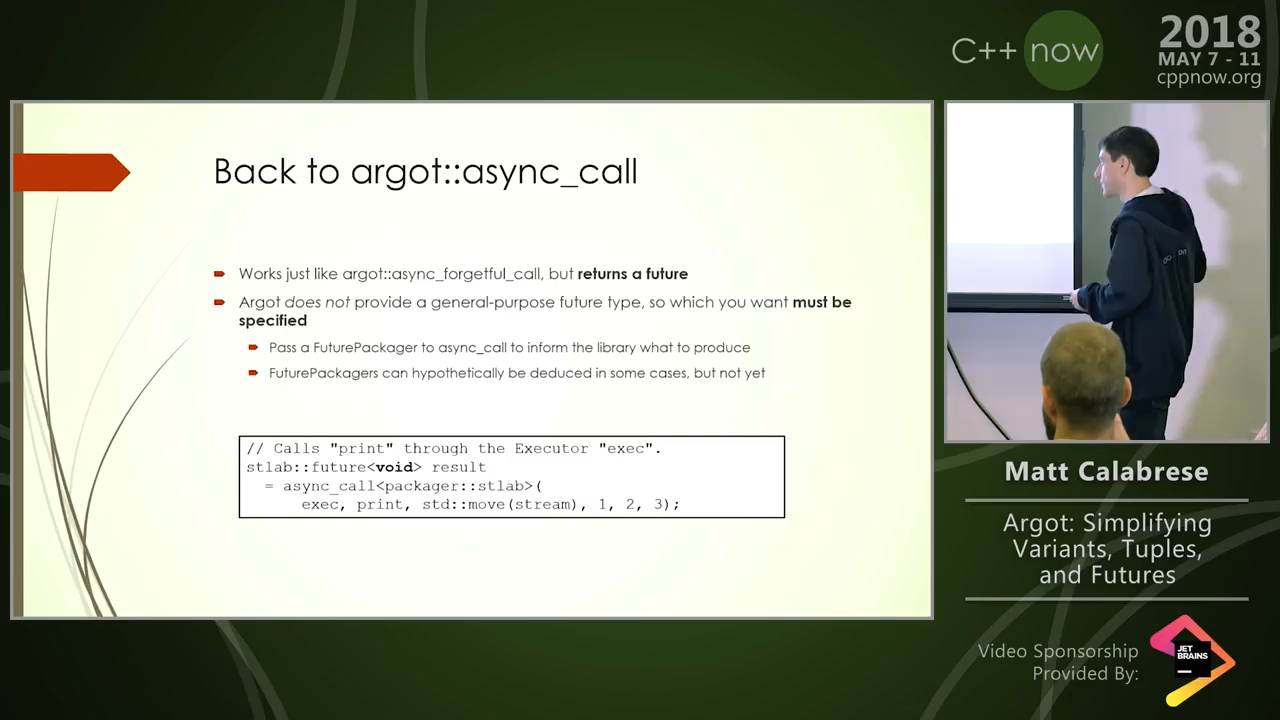 C++ now
2018
MAY 7 - 11
cppnow.org
Back to argot::async_call
Works just like argot::async_forgetful_call, but returns a future
Argot does not provide a general-purpose future type, so which you want must be
specified
Pass a FuturePackager to async_call to inform the library what to produce
FuturePackagers can hypothetically be deduced in some cases, but not yet
// Calls "print" through the Executor "exec".
stlab::future<void> result
= async_call<packager::stlab>(
exec, print, std::move(stream), 1, 2, 3);
Matt Calabrese
Argot: Simplifying
Variants, Tuples,
and Futures
Video Sponsorship
Provided By:
JET
BRAINS